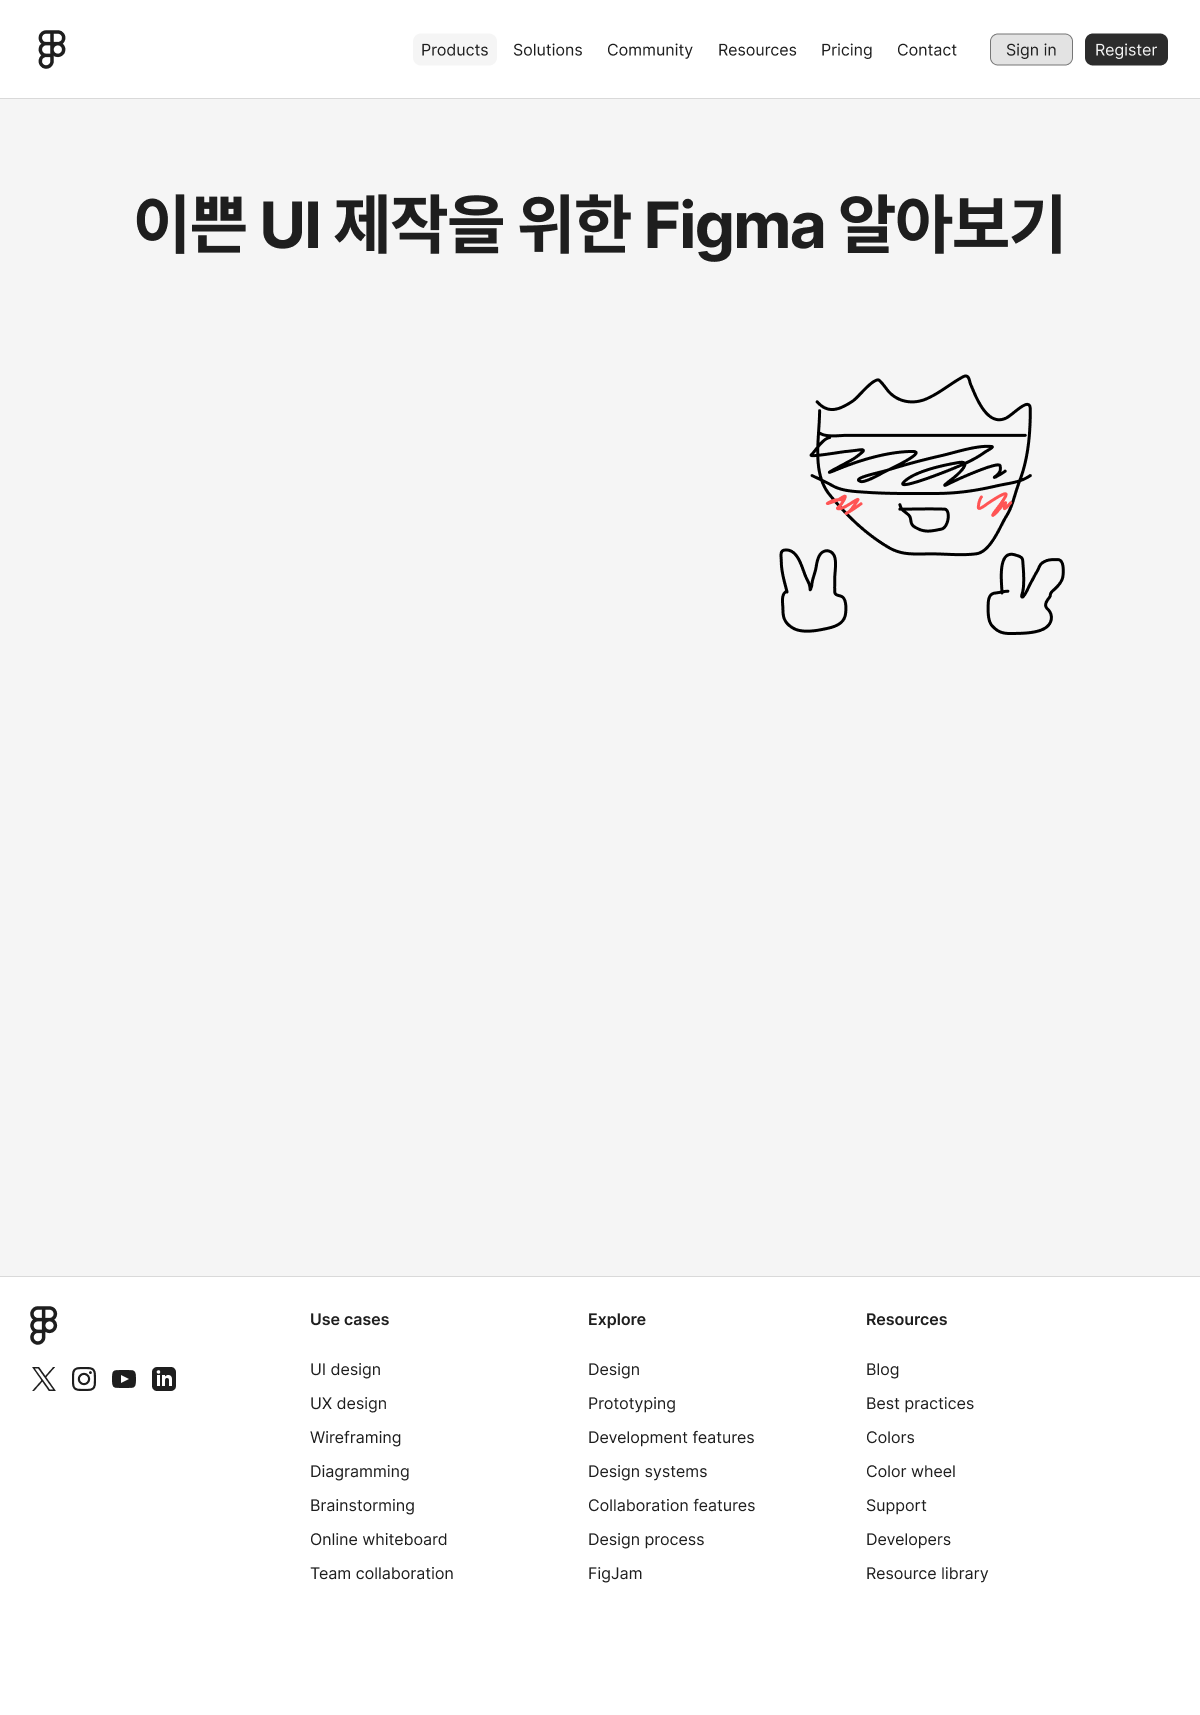 Products Solutions Community Resources Pricing Contact Sign in Register
이쁜 UI 제작을 위한 Figma 알아보기
Use cases
UI design
UX design
Wireframing
Diagramming
Brainstorming
Online whiteboard
Team collaboration
Explore
Design
Prototyping
Development features
Design systems
Collaboration features
Design process
FigJam
Resources
Blog
Best practices
Colors
Color wheel
Support
Developers
Resource library